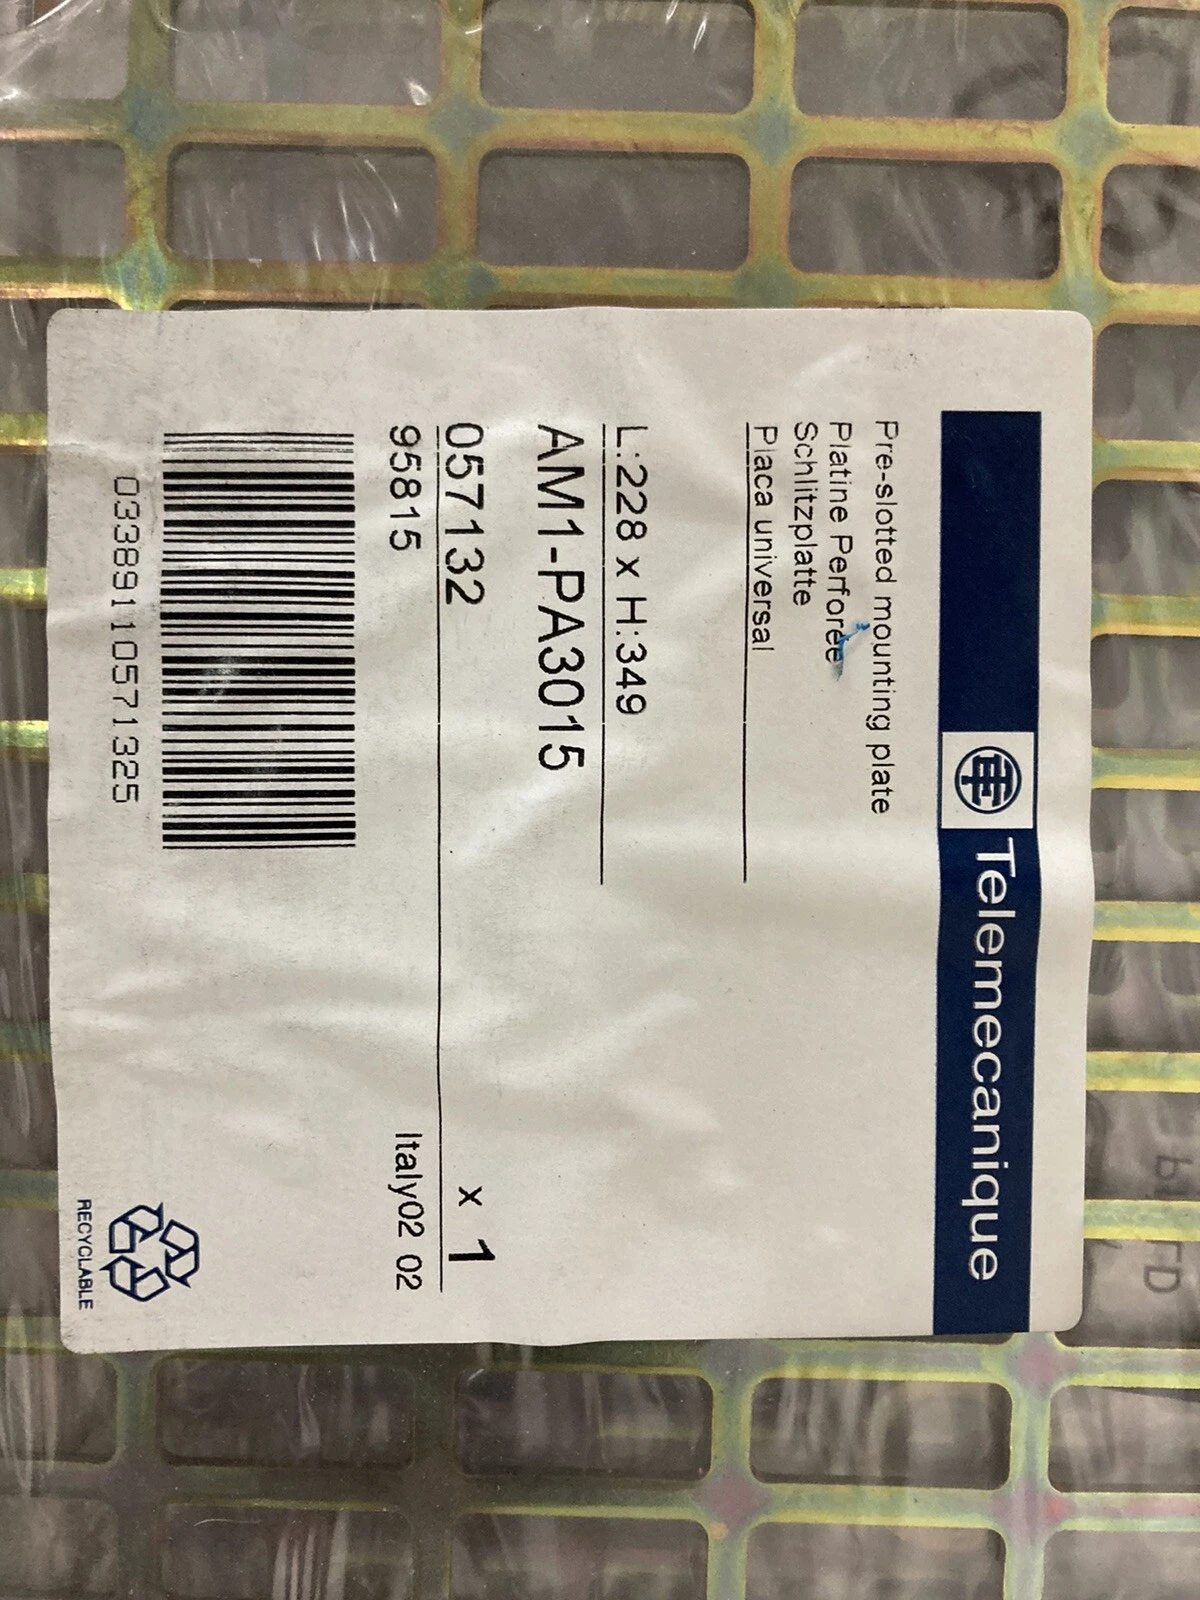 Telemecanique
Pre-slotted mounting plate
Platine Perforée
Schlitzplatte
Placa universal
L:228 x H:349
AM1-PA3015
057132 x 1
95815 Italy02 02
03389110571325
RECYCLABLE